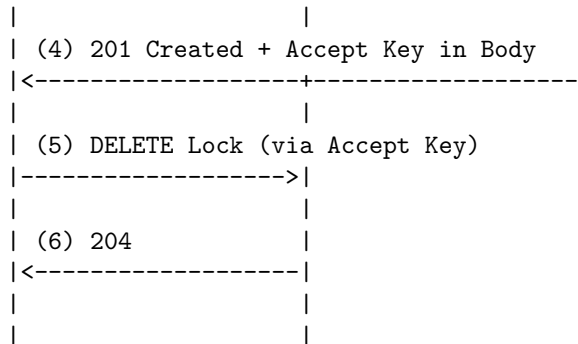 |                    |
| (4) 201 Created + Accept Key in Body
|<-------------------+-------------------
|                    |
| (5) DELETE Lock (via Accept Key)
|------------------->|
|                    |
| (6) 204            |
|<-------------------|
|                    |
|                    |